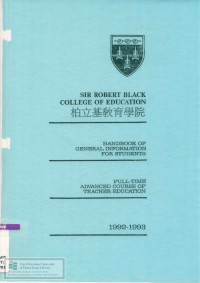 SIR ROBERT BLACK
COLLEGE OF EDUCATION
柏立基教育學院
HANDBOOK OF
GENERAL INFORMATION
FOR STUDENTS
FULL-TIME
ADVANCED COURSE OF
TEACHER EDUCATION
1992-1993